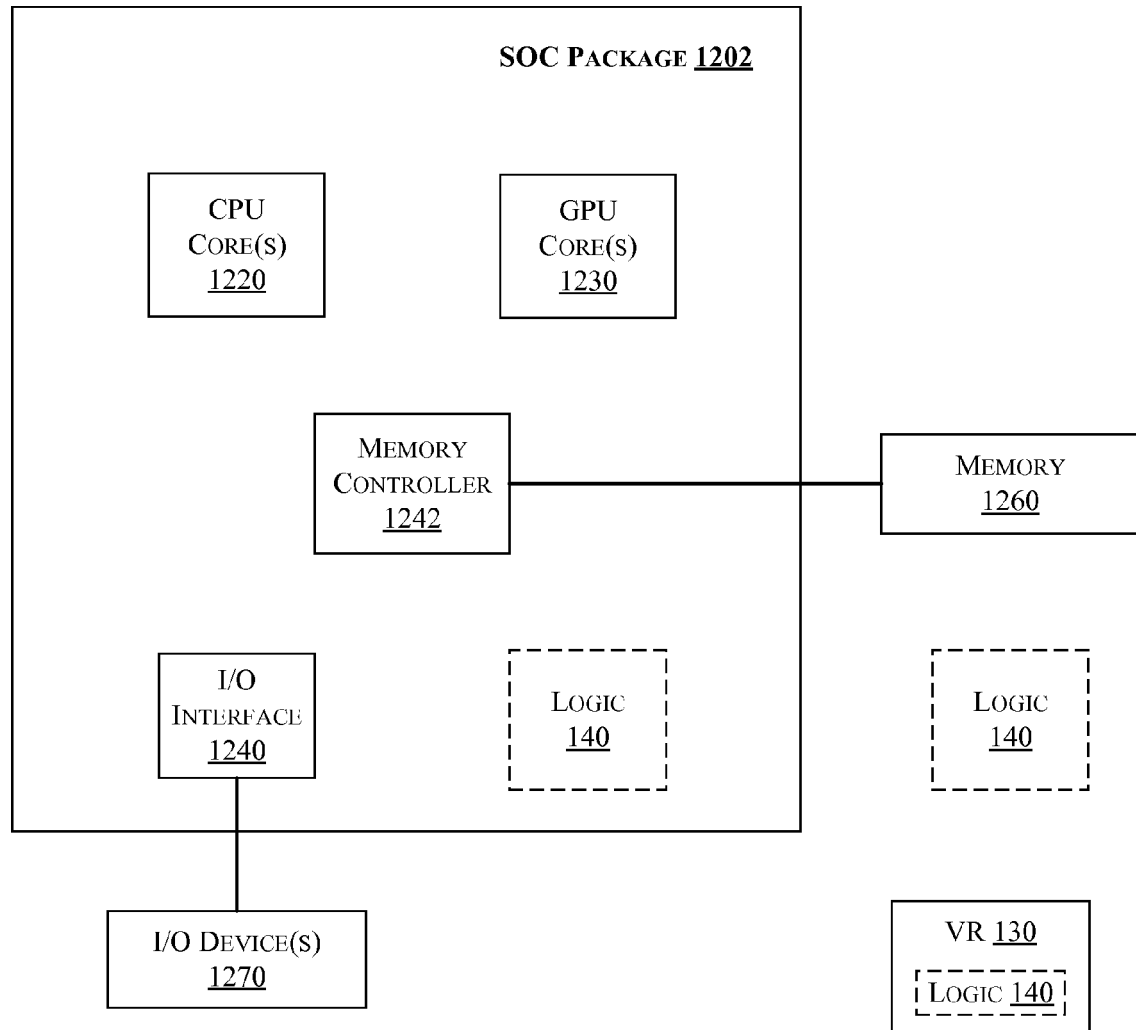 SOC PACKAGE 1202
CPU
CORE(S)
1220
GPU
CORE(S)
1230
MEMORY
CONTROLLER
1242
MEMORY
1260
I/O
INTERFACE
1240
LOGIC
140
LOGIC
140
I/O DEVICE(S)
1270
VR 130
LOGIC 140